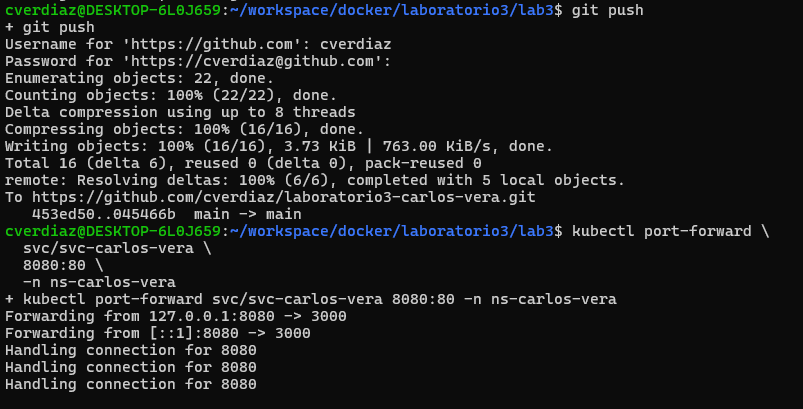 cverdiaz@DESKTOP-6L0J659:~/workspace/docker/laboratorio3/lab3$ git push
+ git push
Username for 'https://github.com': cverdiaz
Password for 'https://cverdiaz@github.com':
Enumerating objects: 22, done.
Counting objects: 100% (22/22), done.
Delta compression using up to 8 threads
Compressing objects: 100% (16/16), done.
Writing objects: 100% (16/16), 3.73 KiB | 763.00 KiB/s, done.
Total 16 (delta 6), reused 0 (delta 0), pack-reused 0
remote: Resolving deltas: 100% (6/6), completed with 5 local objects.
To https://github.com/cverdiaz/laboratorio3-carlos-vera.git
   453ed50..045466b  main -> main
cverdiaz@DESKTOP-6L0J659:~/workspace/docker/laboratorio3/lab3$ kubectl port-forward \
  svc/svc-carlos-vera \
  8080:80 \
  -n ns-carlos-vera
+ kubectl port-forward svc/svc-carlos-vera 8080:80 -n ns-carlos-vera
Forwarding from 127.0.0.1:8080 -> 3000
Forwarding from [::1]:8080 -> 3000
Handling connection for 8080
Handling connection for 8080
Handling connection for 8080